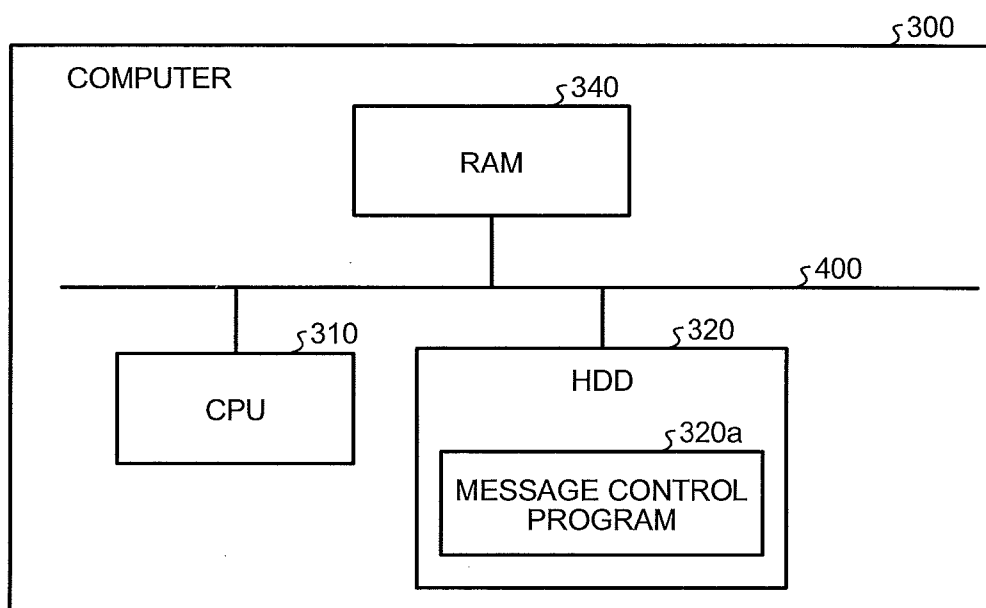 300
COMPUTER
340
RAM
400
310
CPU
320
HDD
320a
MESSAGE CONTROL
PROGRAM